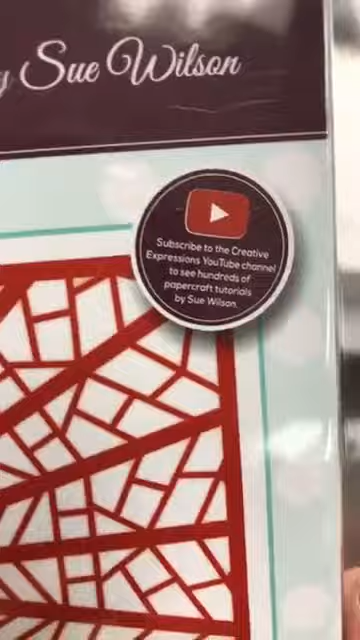 y Sue Wilson
Subscribe to the Creative
Expressions YouTube channel
to see hundreds of
papercraft tutorials
by Sue Wilson.